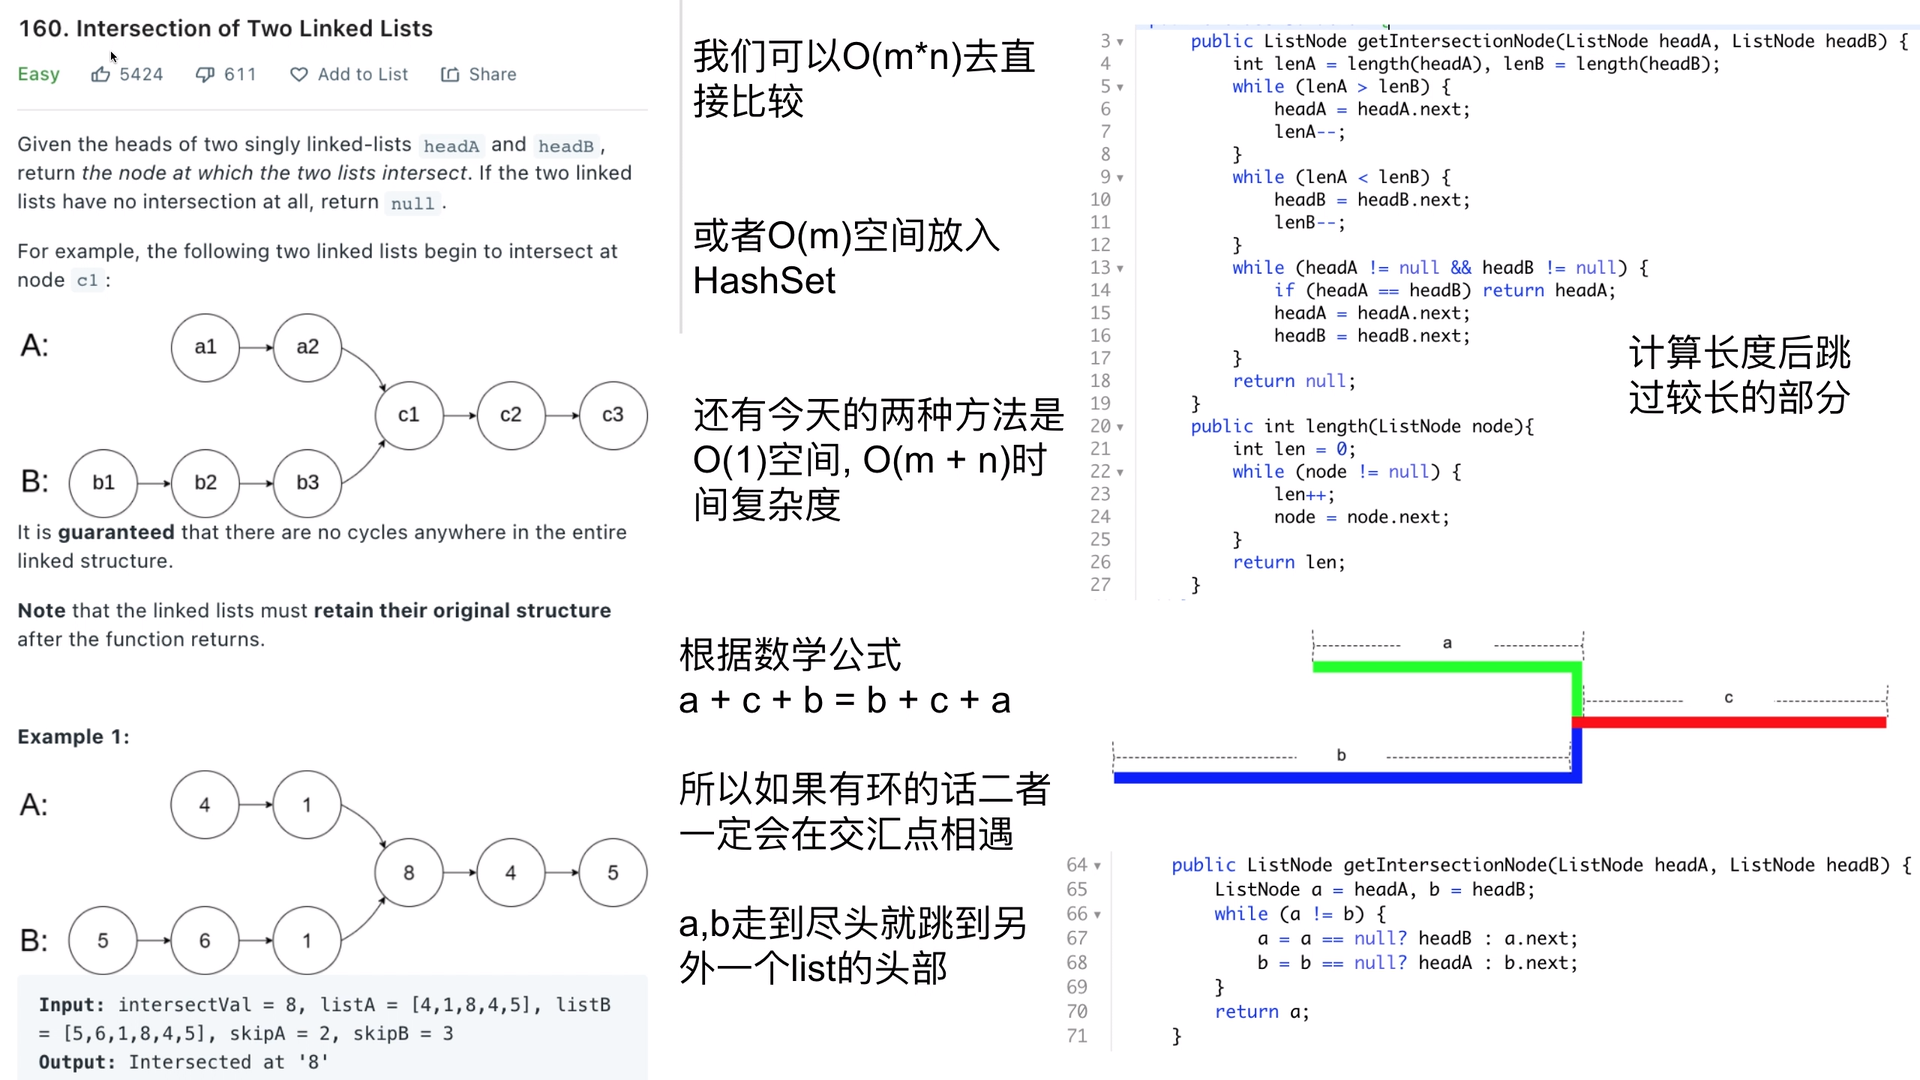 160. Intersection of Two Linked Lists
Easy 5424 611 Add to List Share
Given the heads of two singly linked-lists headA and headB,
return the node at which the two lists intersect. If the two linked
lists have no intersection at all, return null.
For example, the following two linked lists begin to intersect at
node c1:
A: a1 a2
c1 c2 c3
B: b1 b2 b3
It is guaranteed that there are no cycles anywhere in the entire
linked structure.
Note that the linked lists must retain their original structure
after the function returns.
Example 1:
A: 4 1
8 4 5
B: 5 6 1
Input: intersectVal = 8, listA = [4,1,8,4,5], listB
= [5,6,1,8,4,5], skipA = 2, skipB = 3
Output: Intersected at '8'
我们可以O(m*n)去直
接比较
或者O(m)空间放入
HashSet
还有今天的两种方法是
O(1)空间, O(m + n)时
间复杂度
根据数学公式
a + c + b = b + c + a
所以如果有环的话二者
一定会在交汇点相遇
a,b走到尽头就跳到另
外一个list的头部
3 public ListNode getIntersectionNode(ListNode headA, ListNode headB) {
4 int lenA = length(headA), lenB = length(headB);
5 while (lenA > lenB) {
6 headA = headA.next;
7 lenA--;
8 }
9 while (lenA < lenB) {
10 headB = headB.next;
11 lenB--;
12 }
13 while (headA != null && headB != null) {
14 if (headA == headB) return headA;
15 headA = headA.next;
16 headB = headB.next;
17 }
18 return null;
19 }
20 public int length(ListNode node){
21 int len = 0;
22 while (node != null) {
23 len++;
24 node = node.next;
25 }
26 return len;
27 }
计算长度后跳
过较长的部分
a
c
b
64 public ListNode getIntersectionNode(ListNode headA, ListNode headB) {
65 ListNode a = headA, b = headB;
66 while (a != b) {
67 a = a == null? headB : a.next;
68 b = b == null? headA : b.next;
69 }
70 return a;
71 }